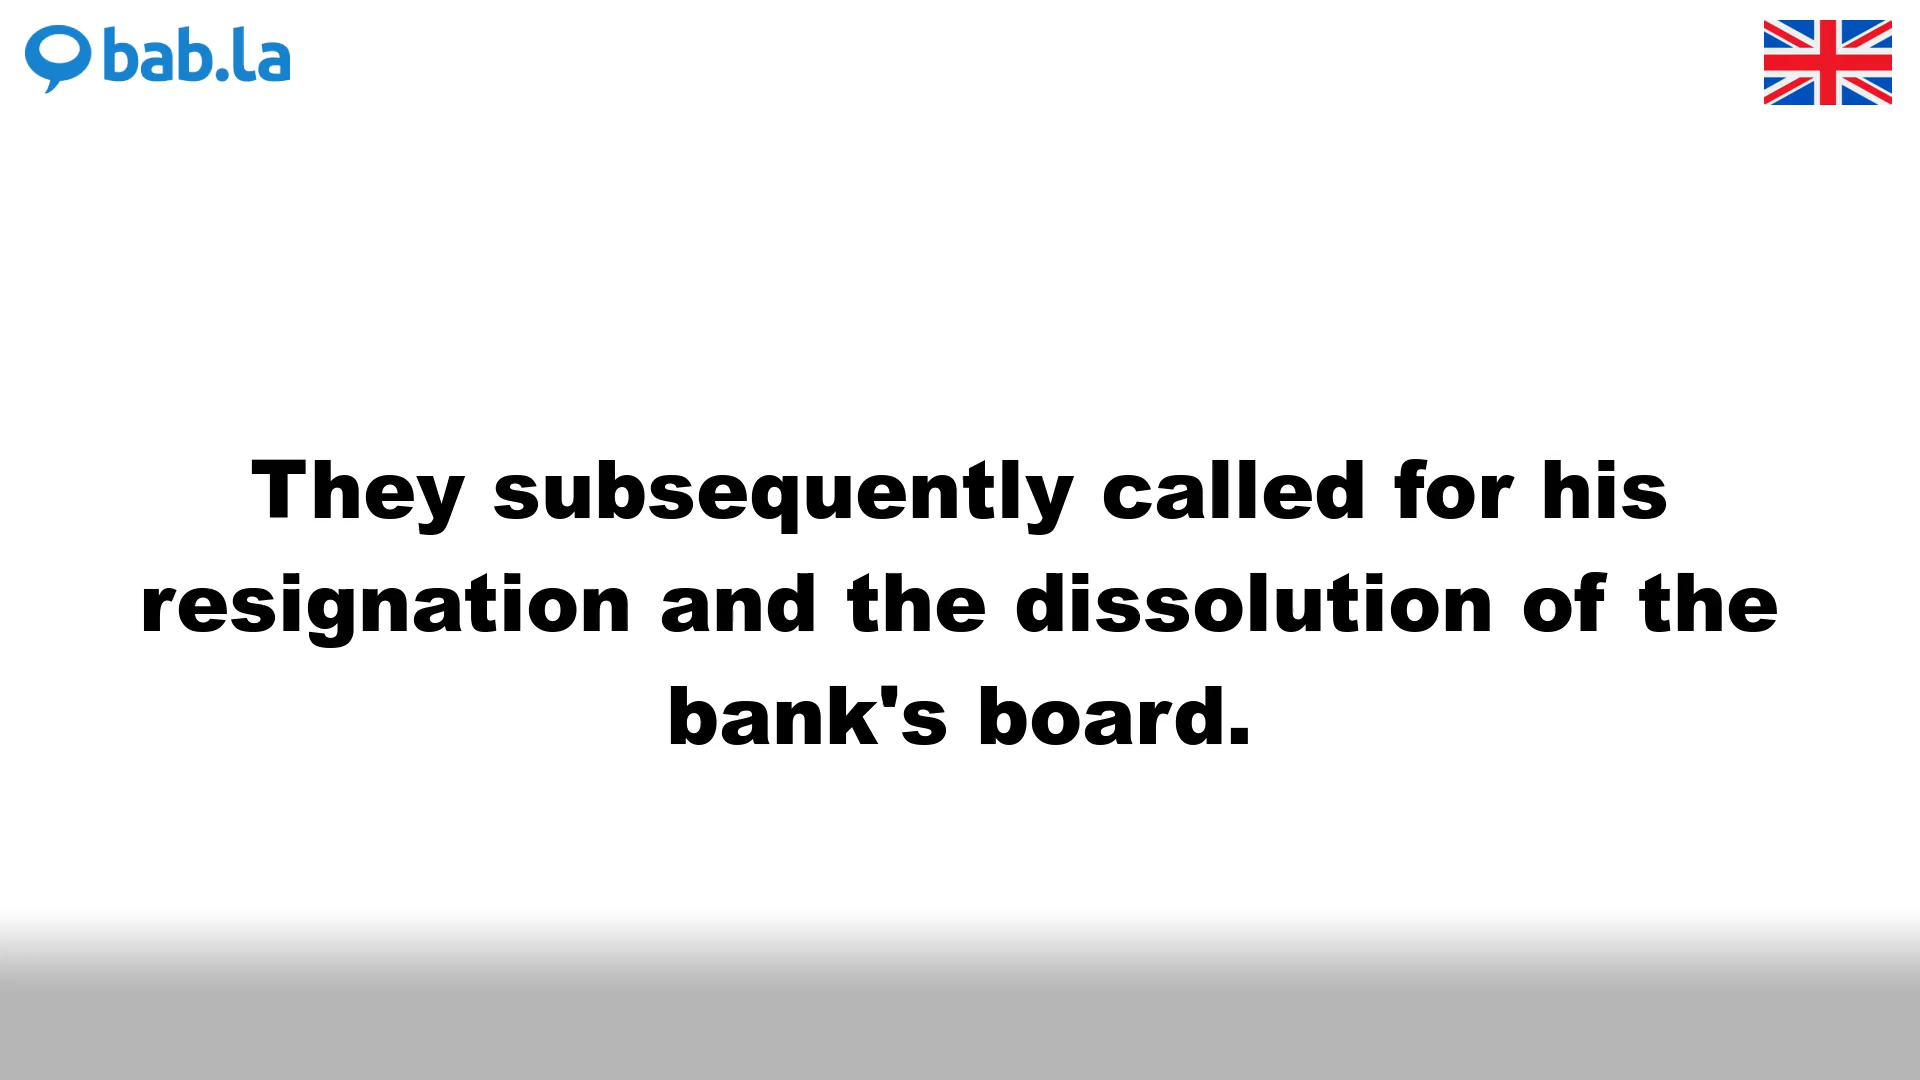 bab.la
They subsequently called for his
resignation and the dissolution of the
bank's board.